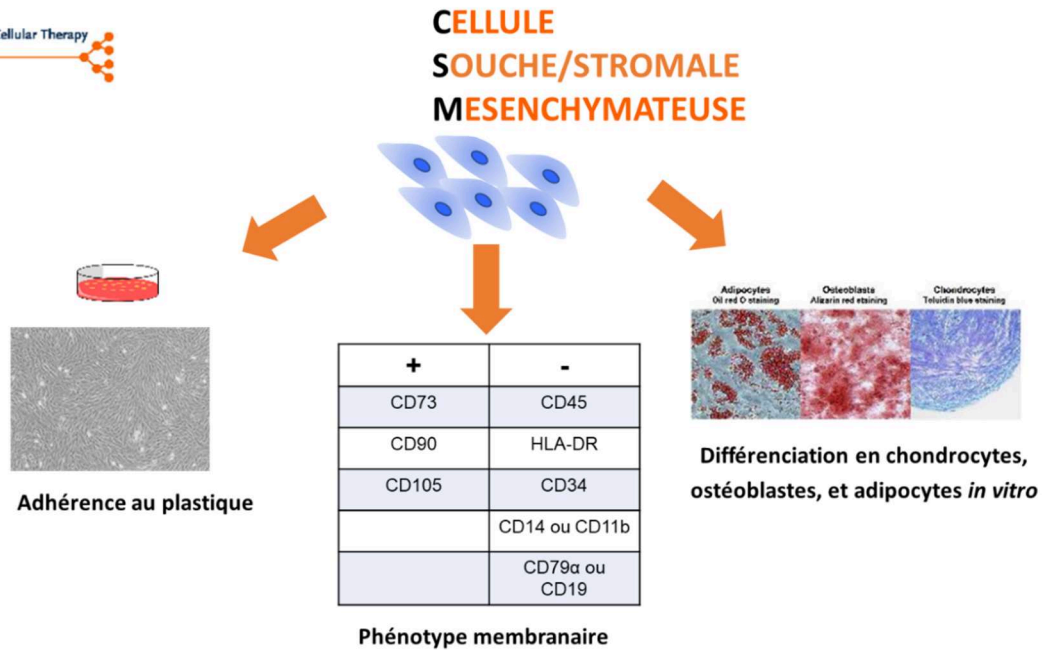 Cellular Therapy
CELLULE
SOUCHE/STROMALE
MESENCHYMATEUSE
Adhérence au plastique
+ -
CD73 CD45
CD90 HLA-DR
CD105 CD34
CD14 ou CD11b
CD79α ou
CD19
Phénotype membranaire
Adipocytes Osteoblasts Chondrocytes
Oil red O staining Alizarin red staining Toluidin blue staining
Différenciation en chondrocytes,
ostéoblastes, et adipocytes in vitro